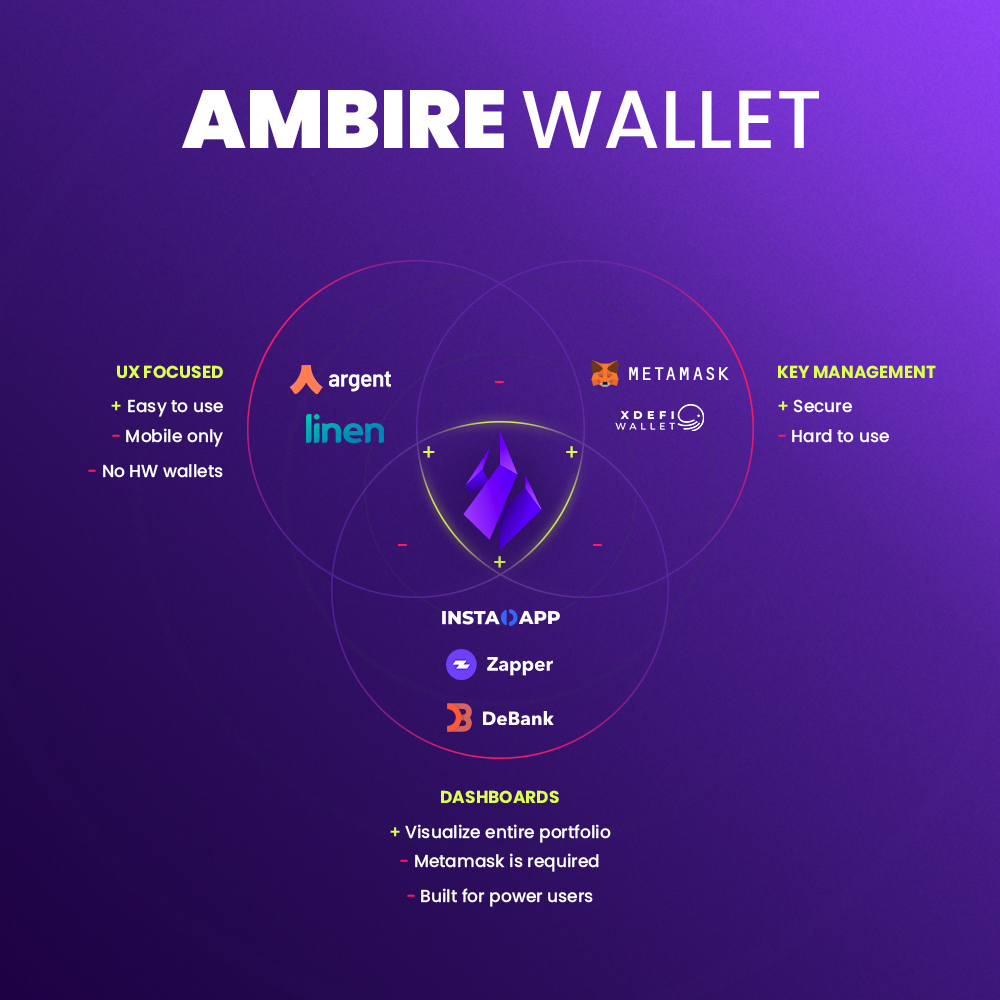 AMBIRE WALLET
UX FOCUSED
+ Easy to use
- Mobile only
- No HW wallets
argent
linen
-
METAMASK
XDEFI
WALLET
KEY MANAGEMENT
+ Secure
- Hard to use
+ +
- -
+
INSTADAPP
Zapper
DeBank
DASHBOARDS
+ Visualize entire portfolio
- Metamask is required
- Built for power users